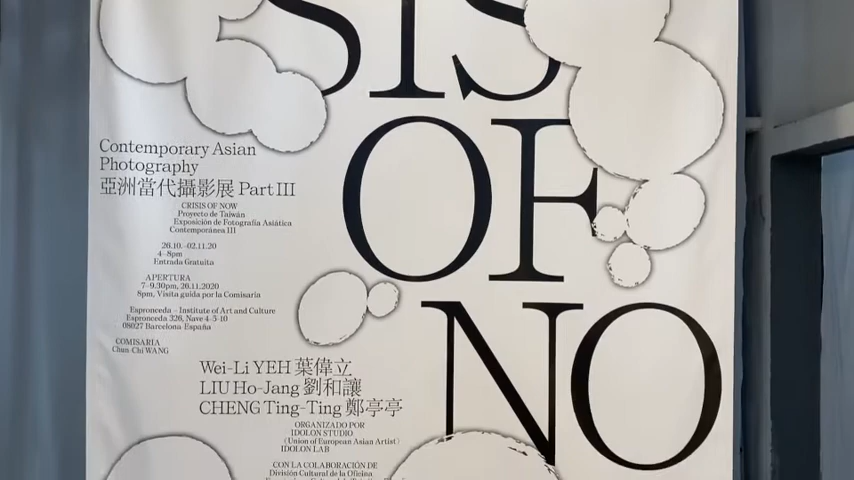 SIS
OF
NO
Contemporary Asian
Photography
亞洲當代攝影展 Part III
CRISIS OF NOW
Proyecto de Taiwán
Exposición de Fotografía Asiática
Contemporánea III
26.10.-02.11.20
4–8pm
Entrada Gratuita
APERTURA
7-9.30pm, 26.11.2020
8pm, Visita guida por la Comisaria
Espronceda – Institute of Art and Culture
Espronceda 326, Nave 4-5-10
08027 Barcelona España
COMISARIA
Chun-Chi WANG
Wei-Li YEH 葉偉立
LIU Ho-Jang 劉和讓
CHENG Ting-Ting 鄭亭亭
ORGANIZADO POR
IDOLON STUDIO
(Union of European Asian Artist)
IDOLON LAB
CON LA COLABORACIÓN DE
División Cultural de la Oficina